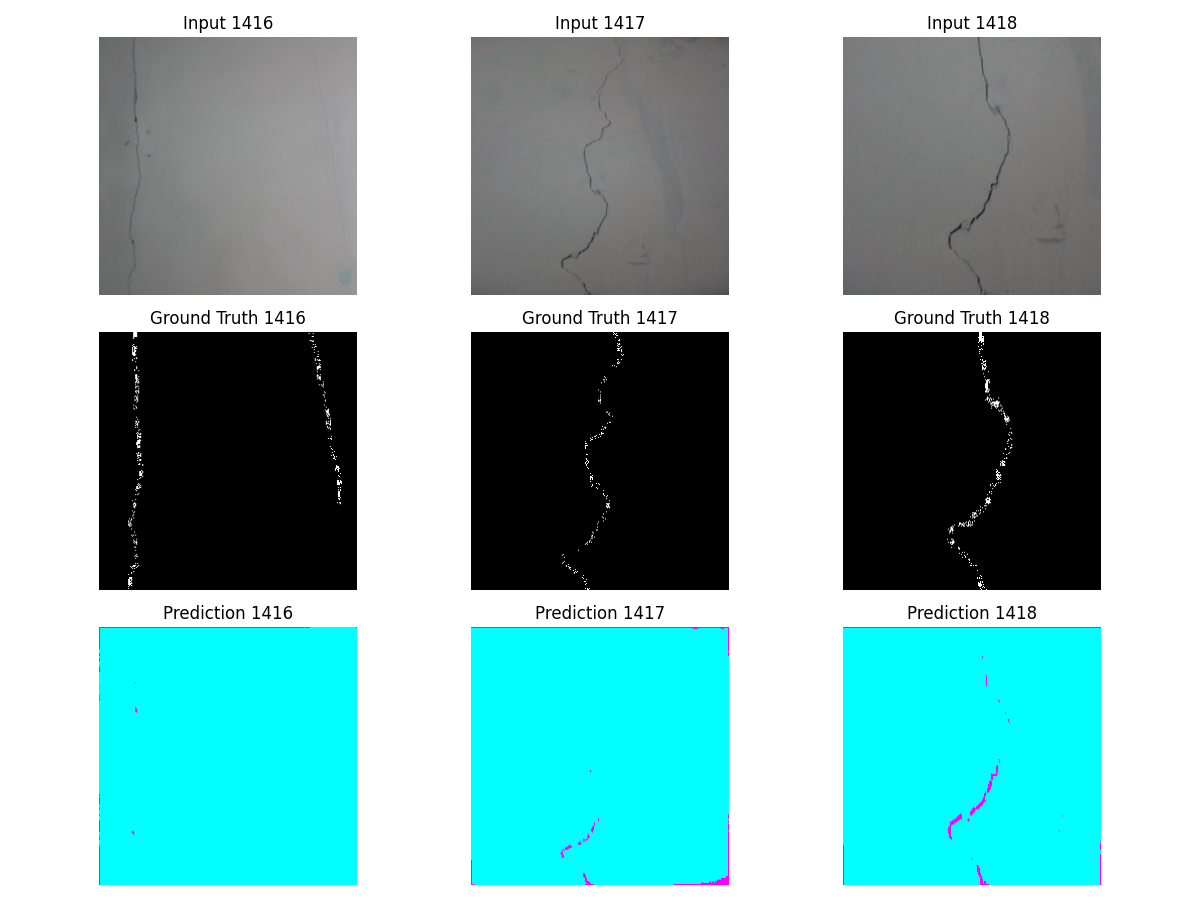 Input 1416
Input 1417
Input 1418
Ground Truth 1416
Ground Truth 1417
Ground Truth 1418
Prediction 1416
Prediction 1417
Prediction 1418